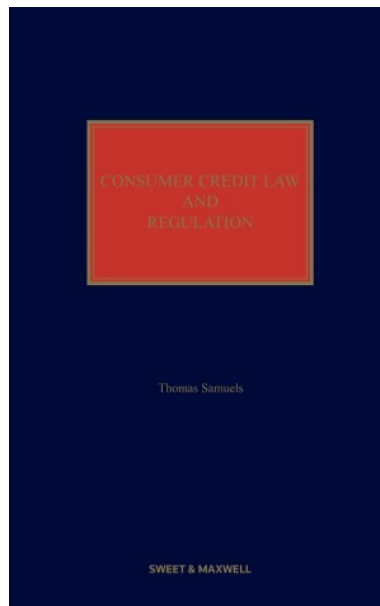 CONSUMER CREDIT LAW
AND
REGULATION
Thomas Samuels
SWEET & MAXWELL